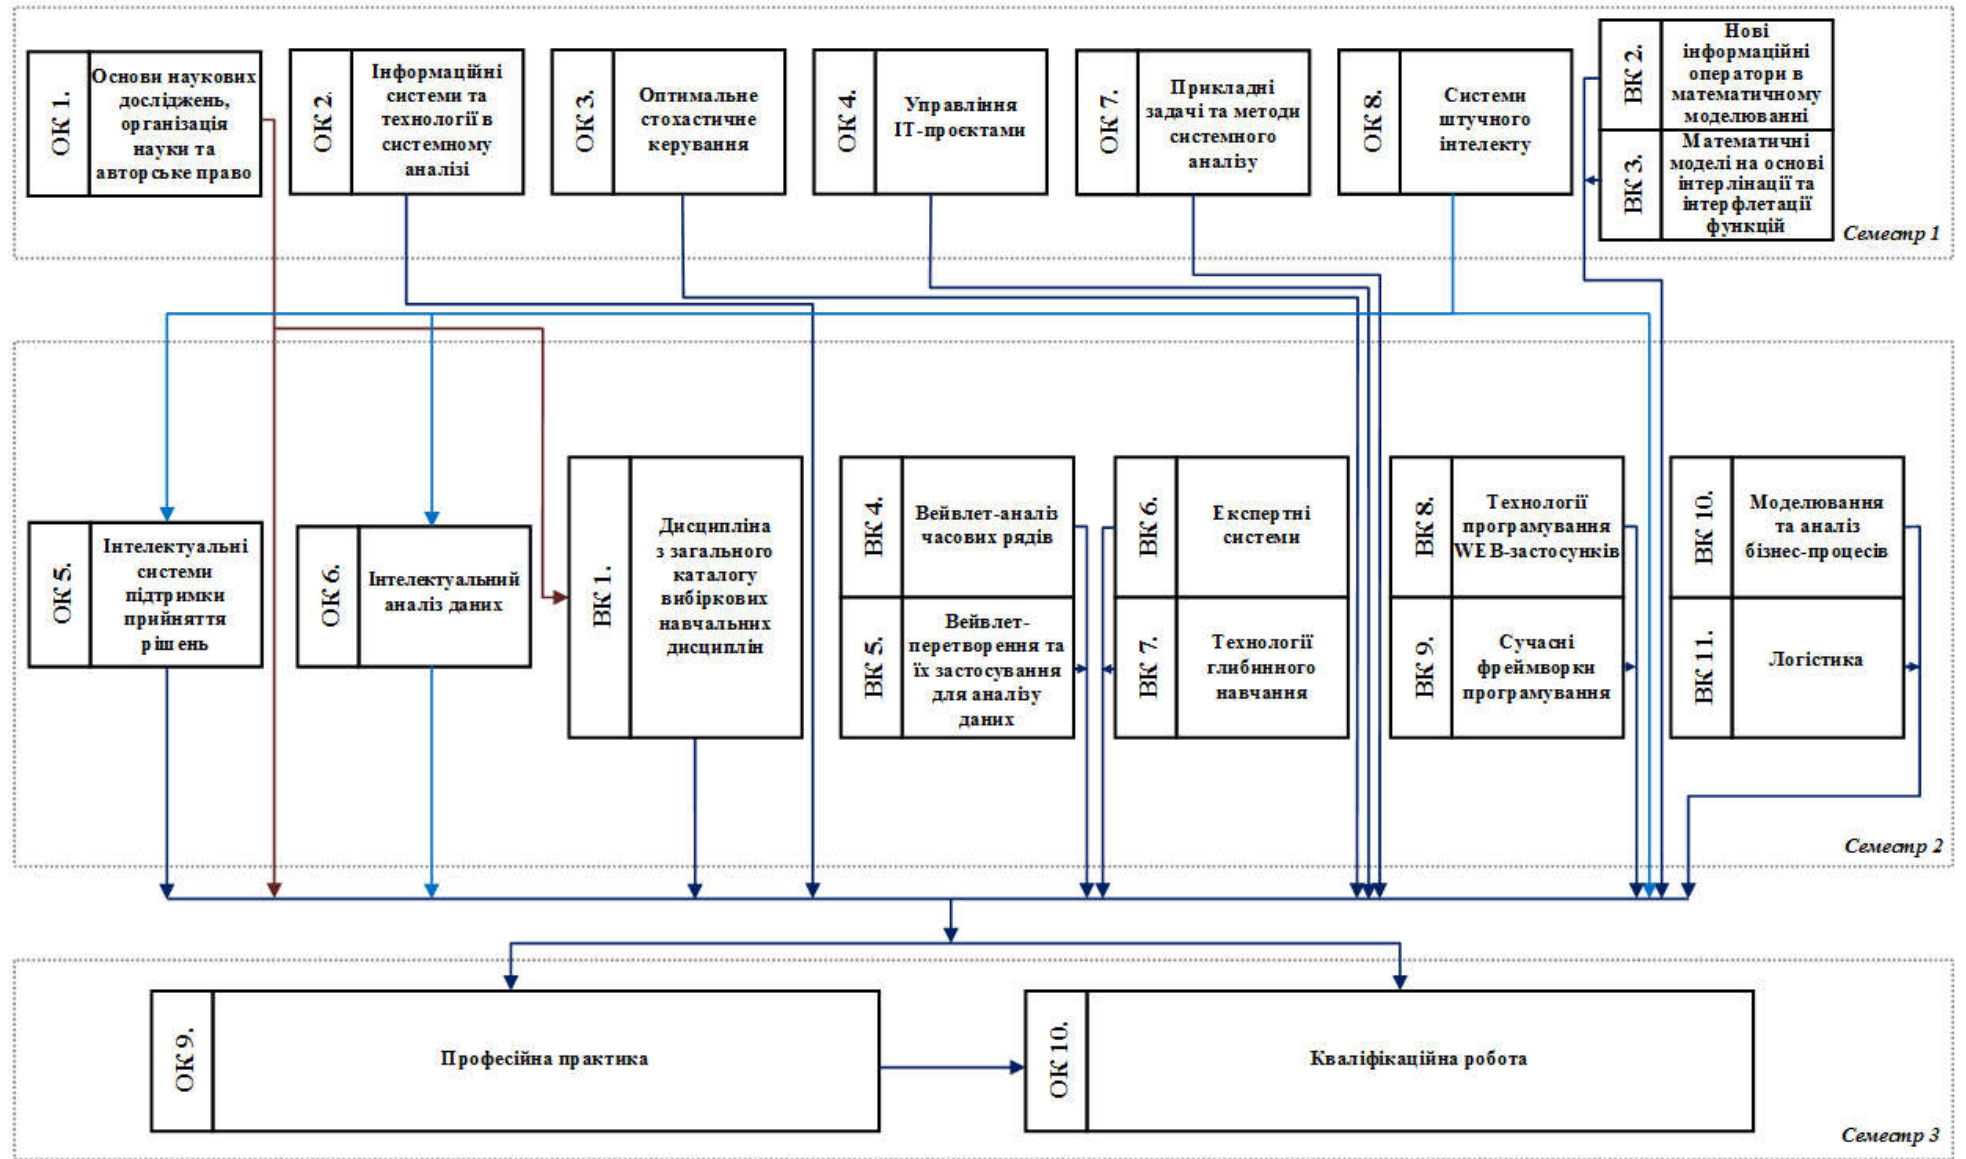 ОК 1.
Основи наукових
досліджень,
організація
науки та
авторське право
ОК 2.
Інформаційні
системи та
технології в
системному
аналізі
ОК 3.
Оптимальне
стохастичне
керування
ОК 4.
Управління
ІТ-проєктами
ОК 7.
Прикладні
задачі та методи
системного
аналізу
ОК 8.
Системи
штучного
інтелекту
ВК 2.
Нові
інформаційні
оператори в
математичному
моделюванні
ВК 3.
Математичні
моделі на основі
інтерлінації та
інтерфлетації
функцій
Семестр 1
ОК 5.
Інтелектуальні
системи
підтримки
прийняття
рішень
ОК 6.
Інтелектуальний
аналіз даних
ВК 1.
Дисципліна
з загального
каталогу
вибіркових
навчальних
дисциплін
ВК 4.
Вейвлет-аналіз
часових рядів
ВК 5.
Вейвлет-
перетворення та
їх застосування
для аналізу
даних
ВК 6.
Експертні
системи
ВК 7.
Технології
глибинного
навчання
ВК 8.
Технології
програмування
WEB-застосунків
ВК 9.
Сучасні
фреймворки
програмування
ВК 10.
Моделювання
та аналіз
бізнес-процесів
ВК 11.
Логістика
Семестр 2
ОК 9.
Професійна практика
ОК 10.
Кваліфікаційна робота
Семестр 3